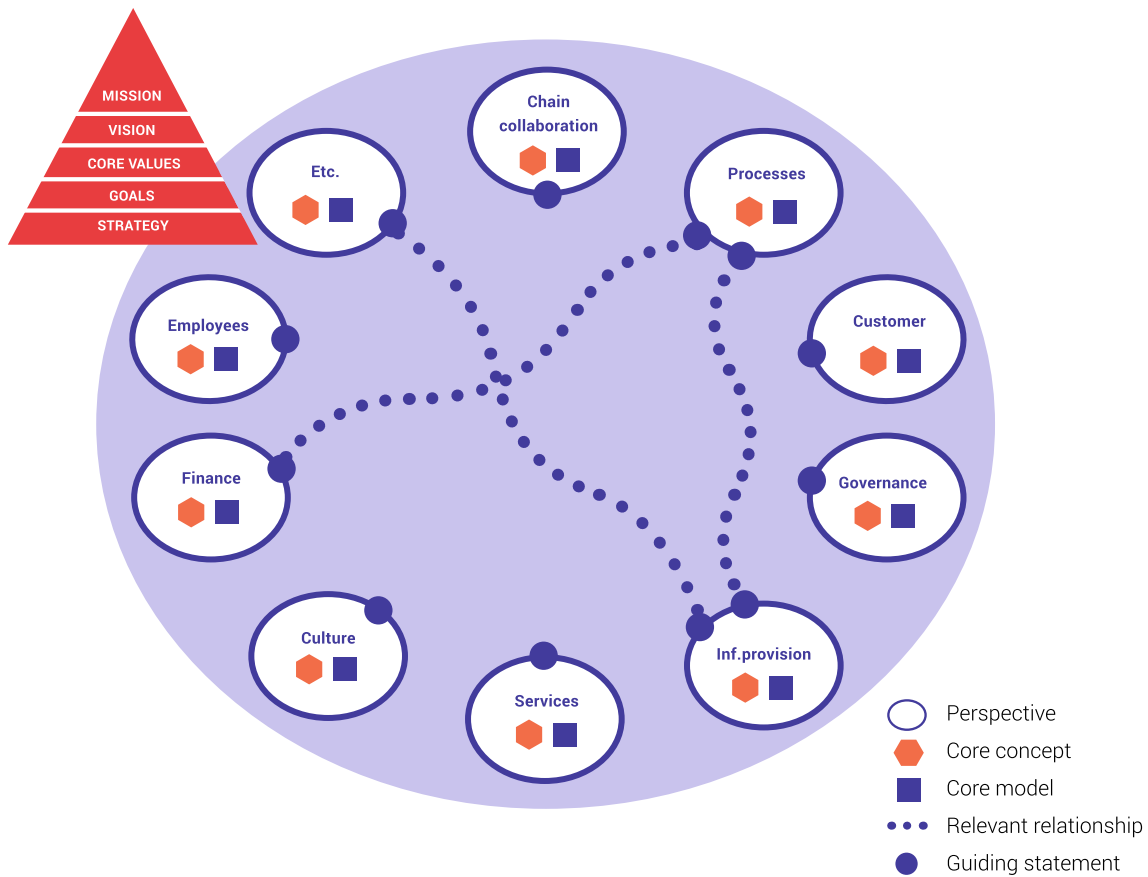 MISSION
VISION
CORE VALUES
GOALS
STRATEGY
Chain
collaboration
Etc.
Processes
Employees
Customer
Finance
Governance
Culture
Inf.provision
Services
Perspective
Core concept
Core model
Relevant relationship
Guiding statement